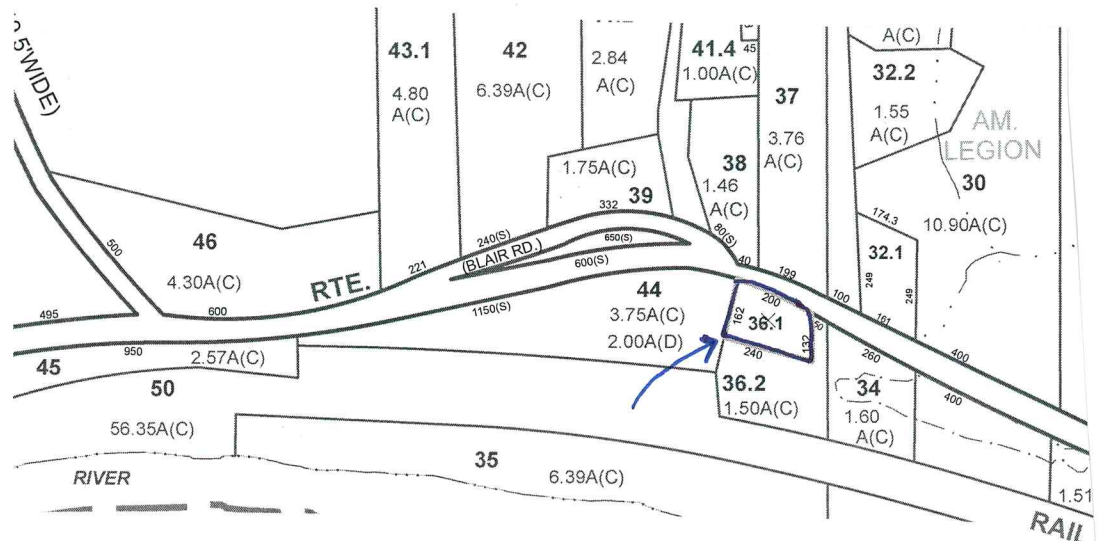 5'WIDE)
43.1
4.80
A(C)
42
6.39A(C)
2.84
A(C)
41.4
1.00A(C)
45
37
3.76
A(C)
A(C)
32.2
1.55
A(C)
AM.
LEGION
30
10.90A(C)
1.75A(C)
39
38
1.46
A(C)
174.3
32.1
249
249
500
46
4.30A(C)
332
240(S)
(BLAIR RD.)
650(S)
600(S)
80(S)
40
199
100
161
400
221
RTE.
495
600
1150(S)
44
3.75A(C)
2.00A(D)
200
162
36.1
132
240
50
260
400
950
45
2.57A(C)
50
56.35A(C)
36.2
1.50A(C)
34
1.60
A(C)
35
6.39A(C)
RIVER
1.51
RAIL